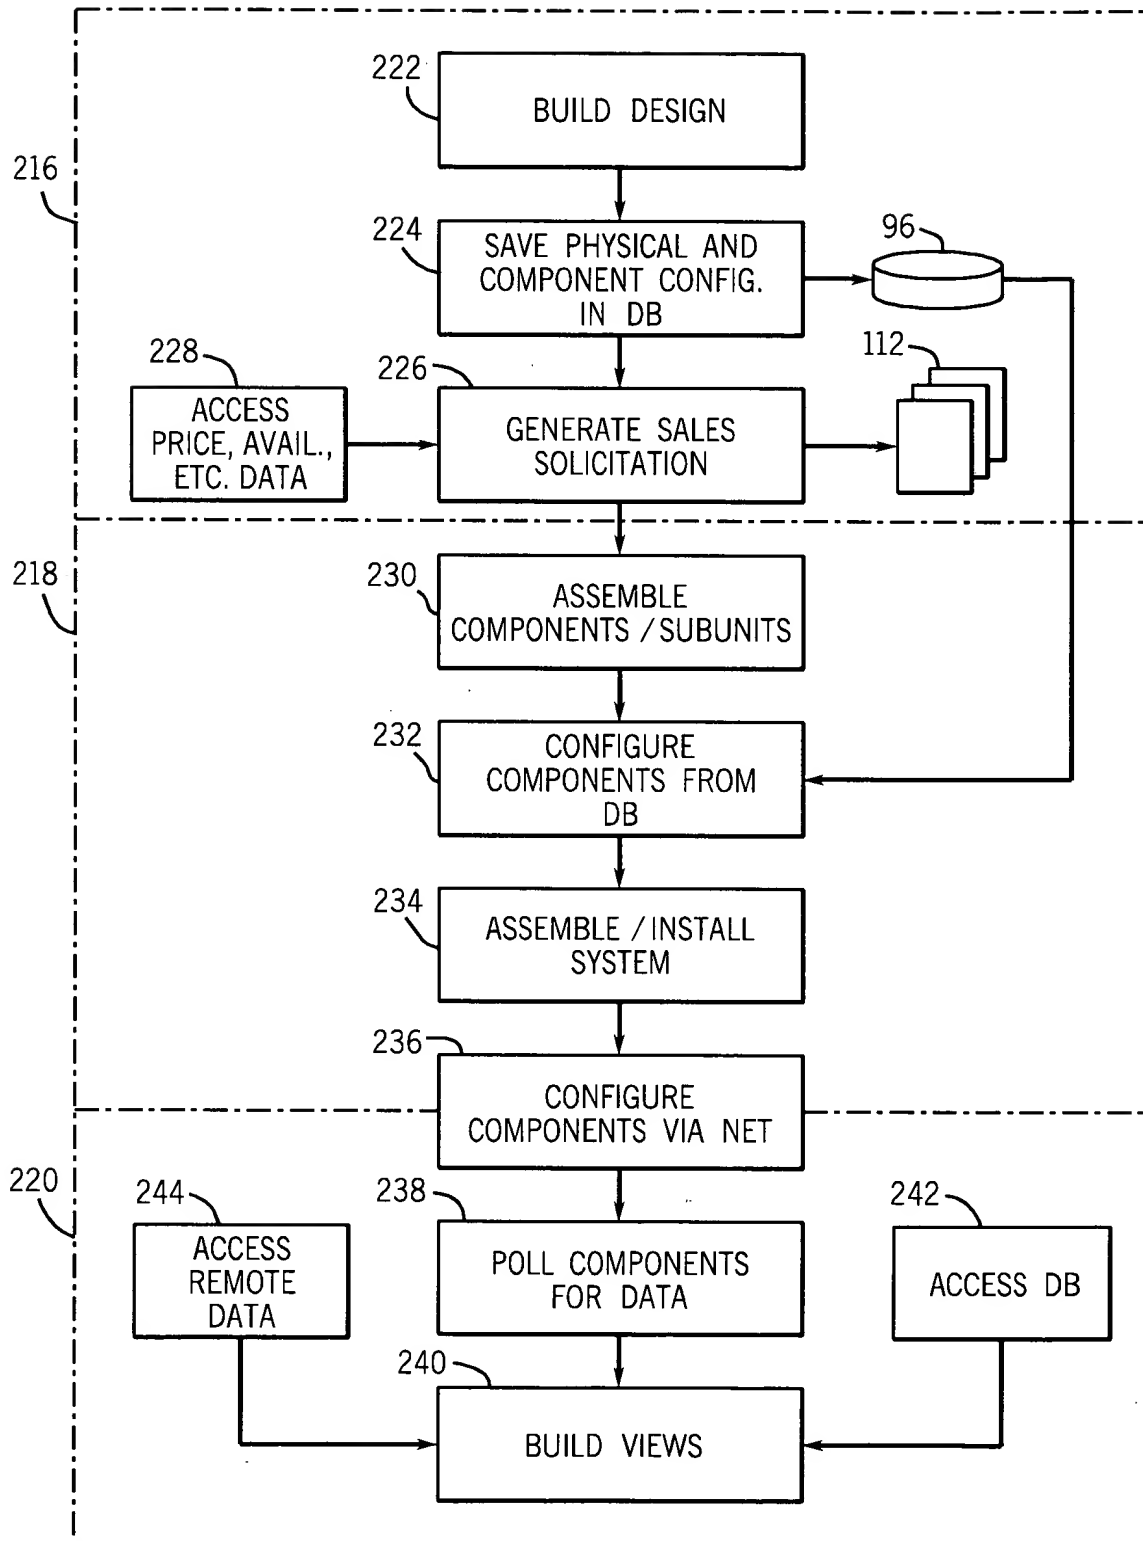 222
BUILD DESIGN
216
224
SAVE PHYSICAL AND
COMPONENT CONFIG.
IN DB
96
228
ACCESS
PRICE, AVAIL.,
ETC. DATA
226
GENERATE SALES
SOLICITATION
112
218
230
ASSEMBLE
COMPONENTS / SUBUNITS
232
CONFIGURE
COMPONENTS FROM
DB
234
ASSEMBLE / INSTALL
SYSTEM
236
CONFIGURE
COMPONENTS VIA NET
220
244
ACCESS
REMOTE
DATA
238
POLL COMPONENTS
FOR DATA
242
ACCESS DB
240
BUILD VIEWS